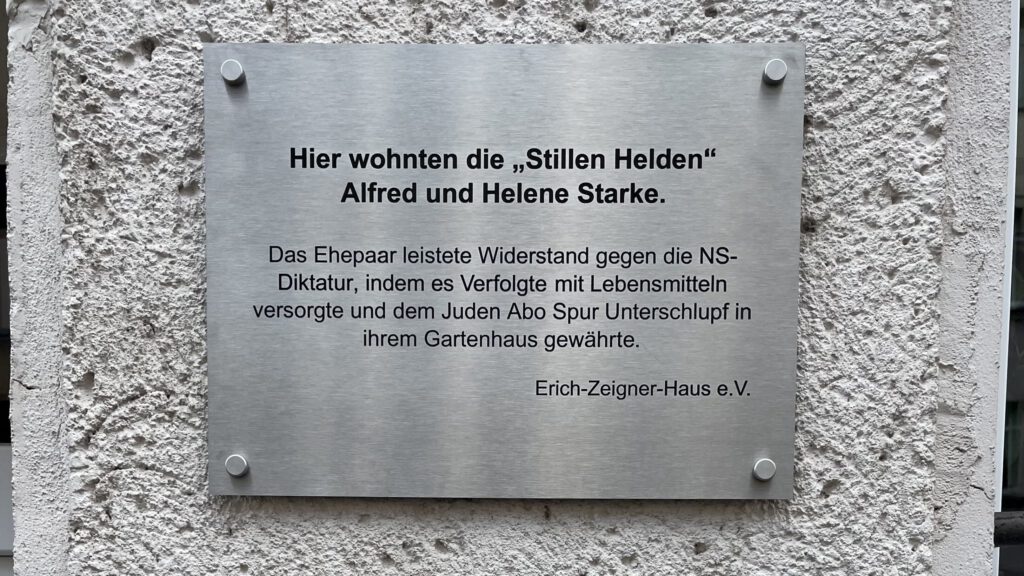 Hier wohnten die „Stillen Helden“
Alfred und Helene Starke.
Das Ehepaar leistete Widerstand gegen die NS-
Diktatur, indem es Verfolgte mit Lebensmitteln
versorgte und dem Juden Abo Spur Unterschlupf in
ihrem Gartenhaus gewährte.
Erich-Zeigner-Haus e.V.